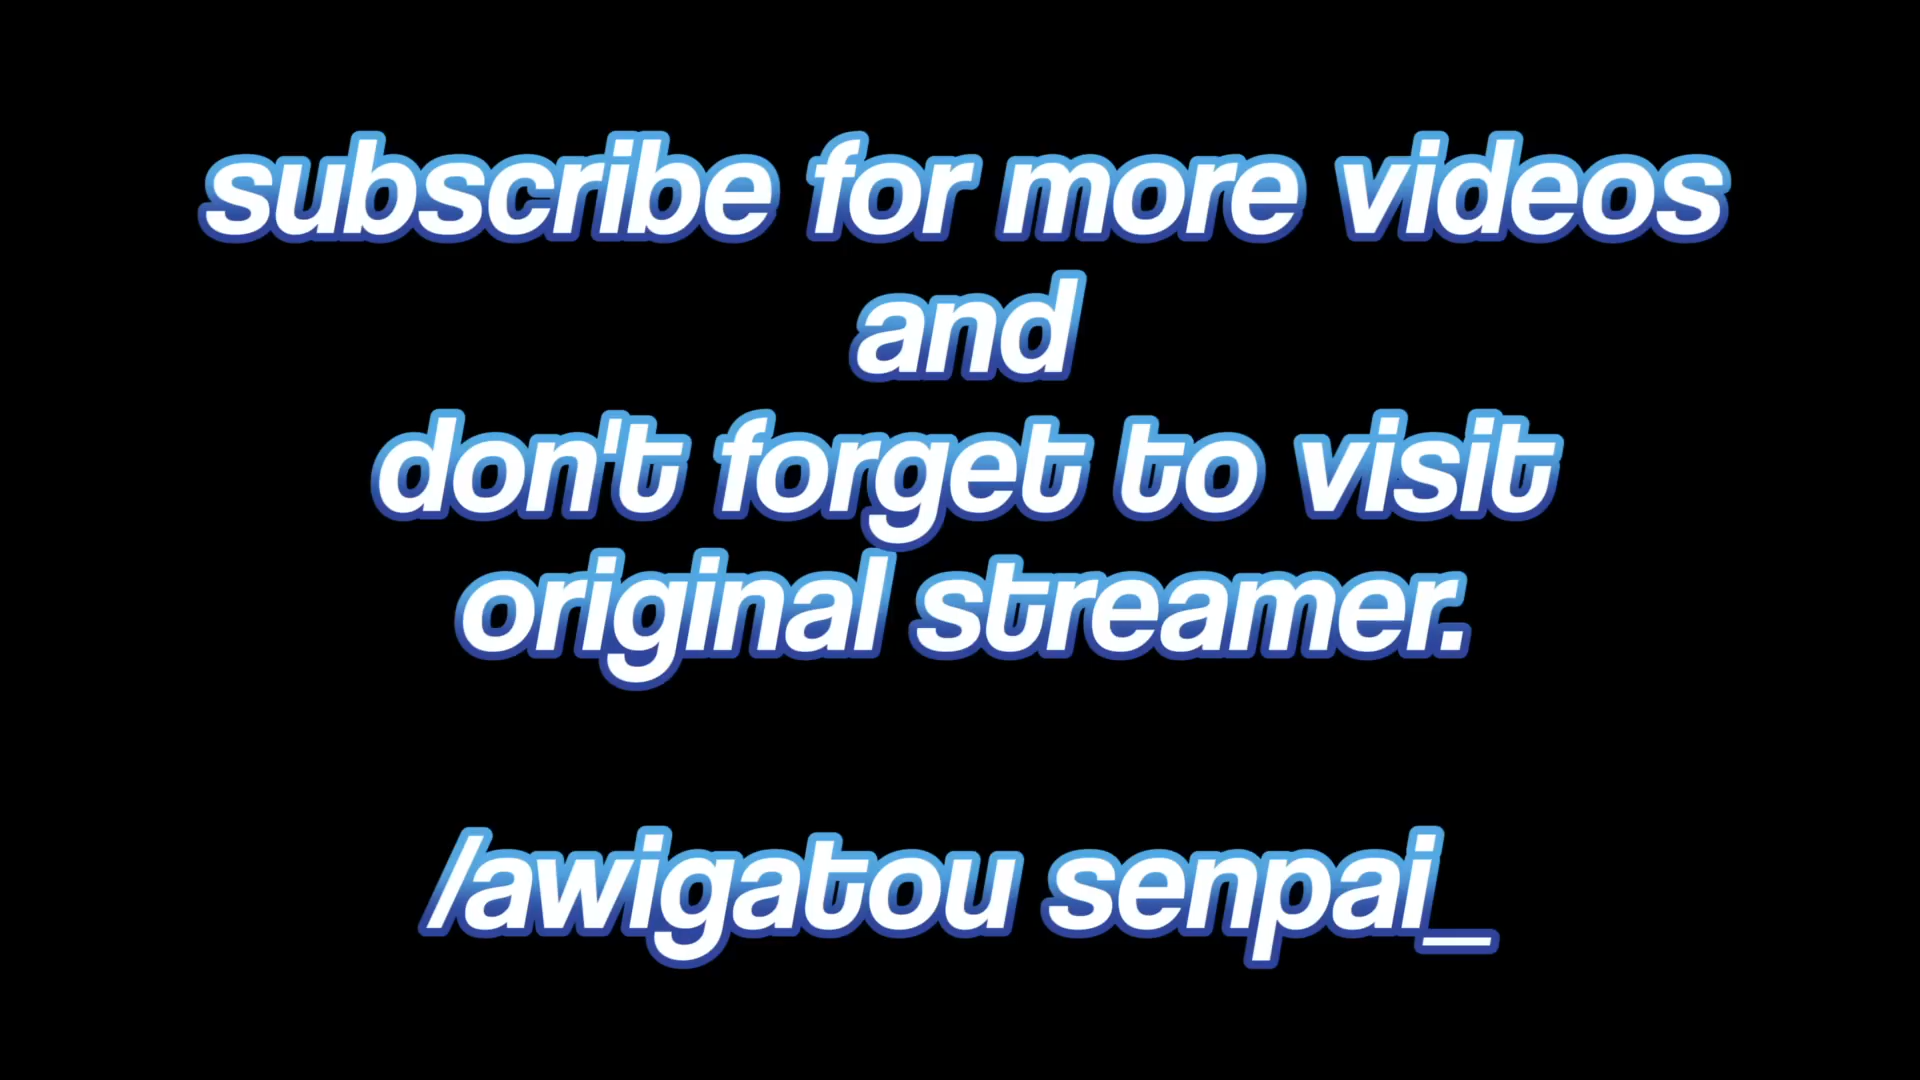 subscribe for more videos
and
don't forget to visit
original streamer.
/awigatou senpai_